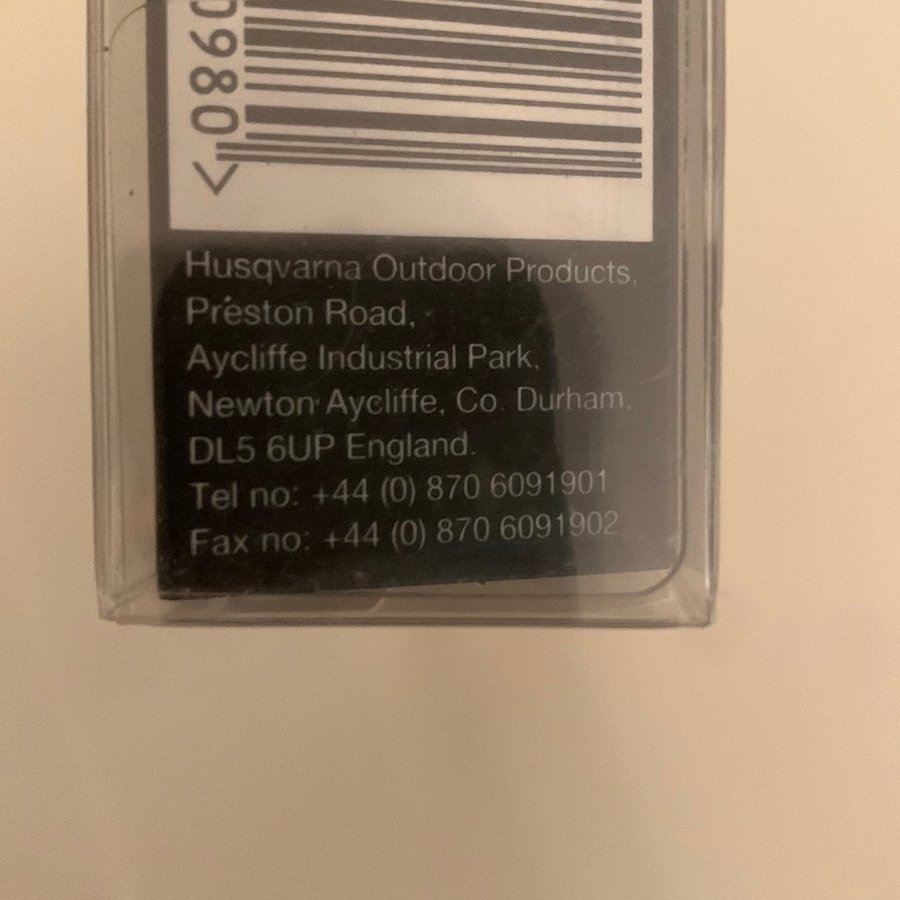 0860
Husqvarna Outdoor Products,
Preston Road,
Aycliffe Industrial Park,
Newton Aycliffe, Co. Durham,
DL5 6UP England.
Tel no: +44 (0) 870 6091901
Fax no: +44 (0) 870 6091902